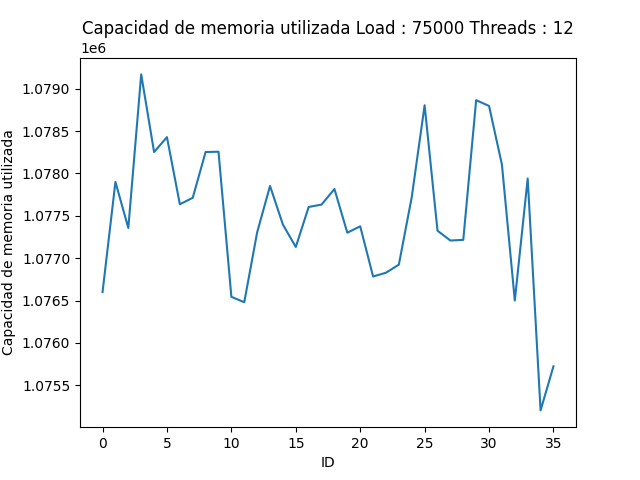 Capacidad de memoria utilizada Load : 75000 Threads : 12
1e6
1.0790
1.0785
1.0780
1.0775
1.0770
1.0765
1.0760
1.0755
Capacidad de memoria utilizada
0 5 10 15 20 25 30 35
ID